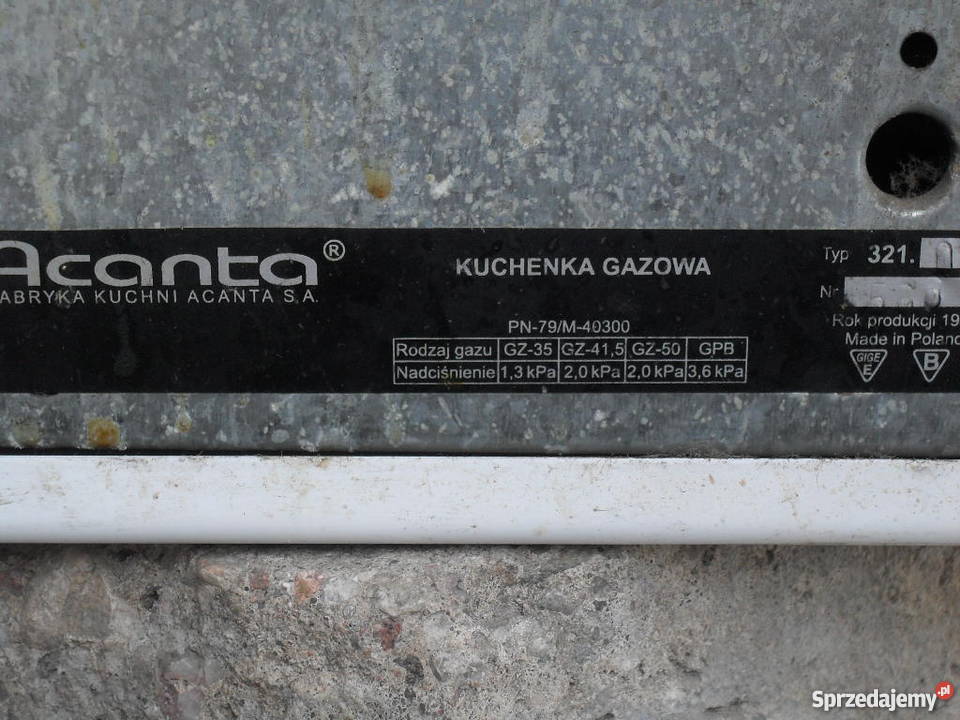 Acanta®
FABRYKA KUCHNI ACANTA S.A.
KUCHENKA GAZOWA
PN-79/M-40300
Rodzaj gazu GZ-35 GZ-41,5 GZ-50 GPB
Nadciśnienie 1,3 kPa 2,0 kPa 2,0 kPa 3,6 kPa
Typ 321.
Nr
Rok produkcji 19
Made in Poland
GIGE E B
Sprzedajemy.pl